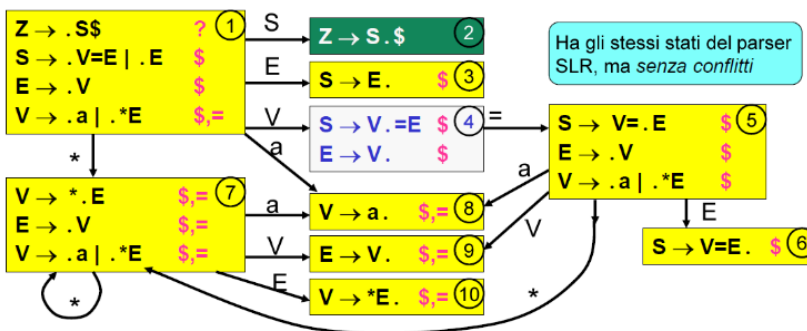 Z → . S$ ? 1
S → . V=E | . E $
E → . V $
V → . a | . *E $,=
S
E
V
a
*
Z → S . $ 2
S → E . $ 3
S → V . =E $ 4
E → V . $
=
Ha gli stessi stati del parser
SLR, ma senza conflitti
S → V= . E $ 5
E → . V $
V → . a | . *E $
V → * . E $,= 7
E → . V $,=
V → . a | . *E $,=
a
V
E
*
V → a . $,= 8
E → V . $,= 9
V → *E . $,= 10
a
V
*
E
S → V=E . $ 6